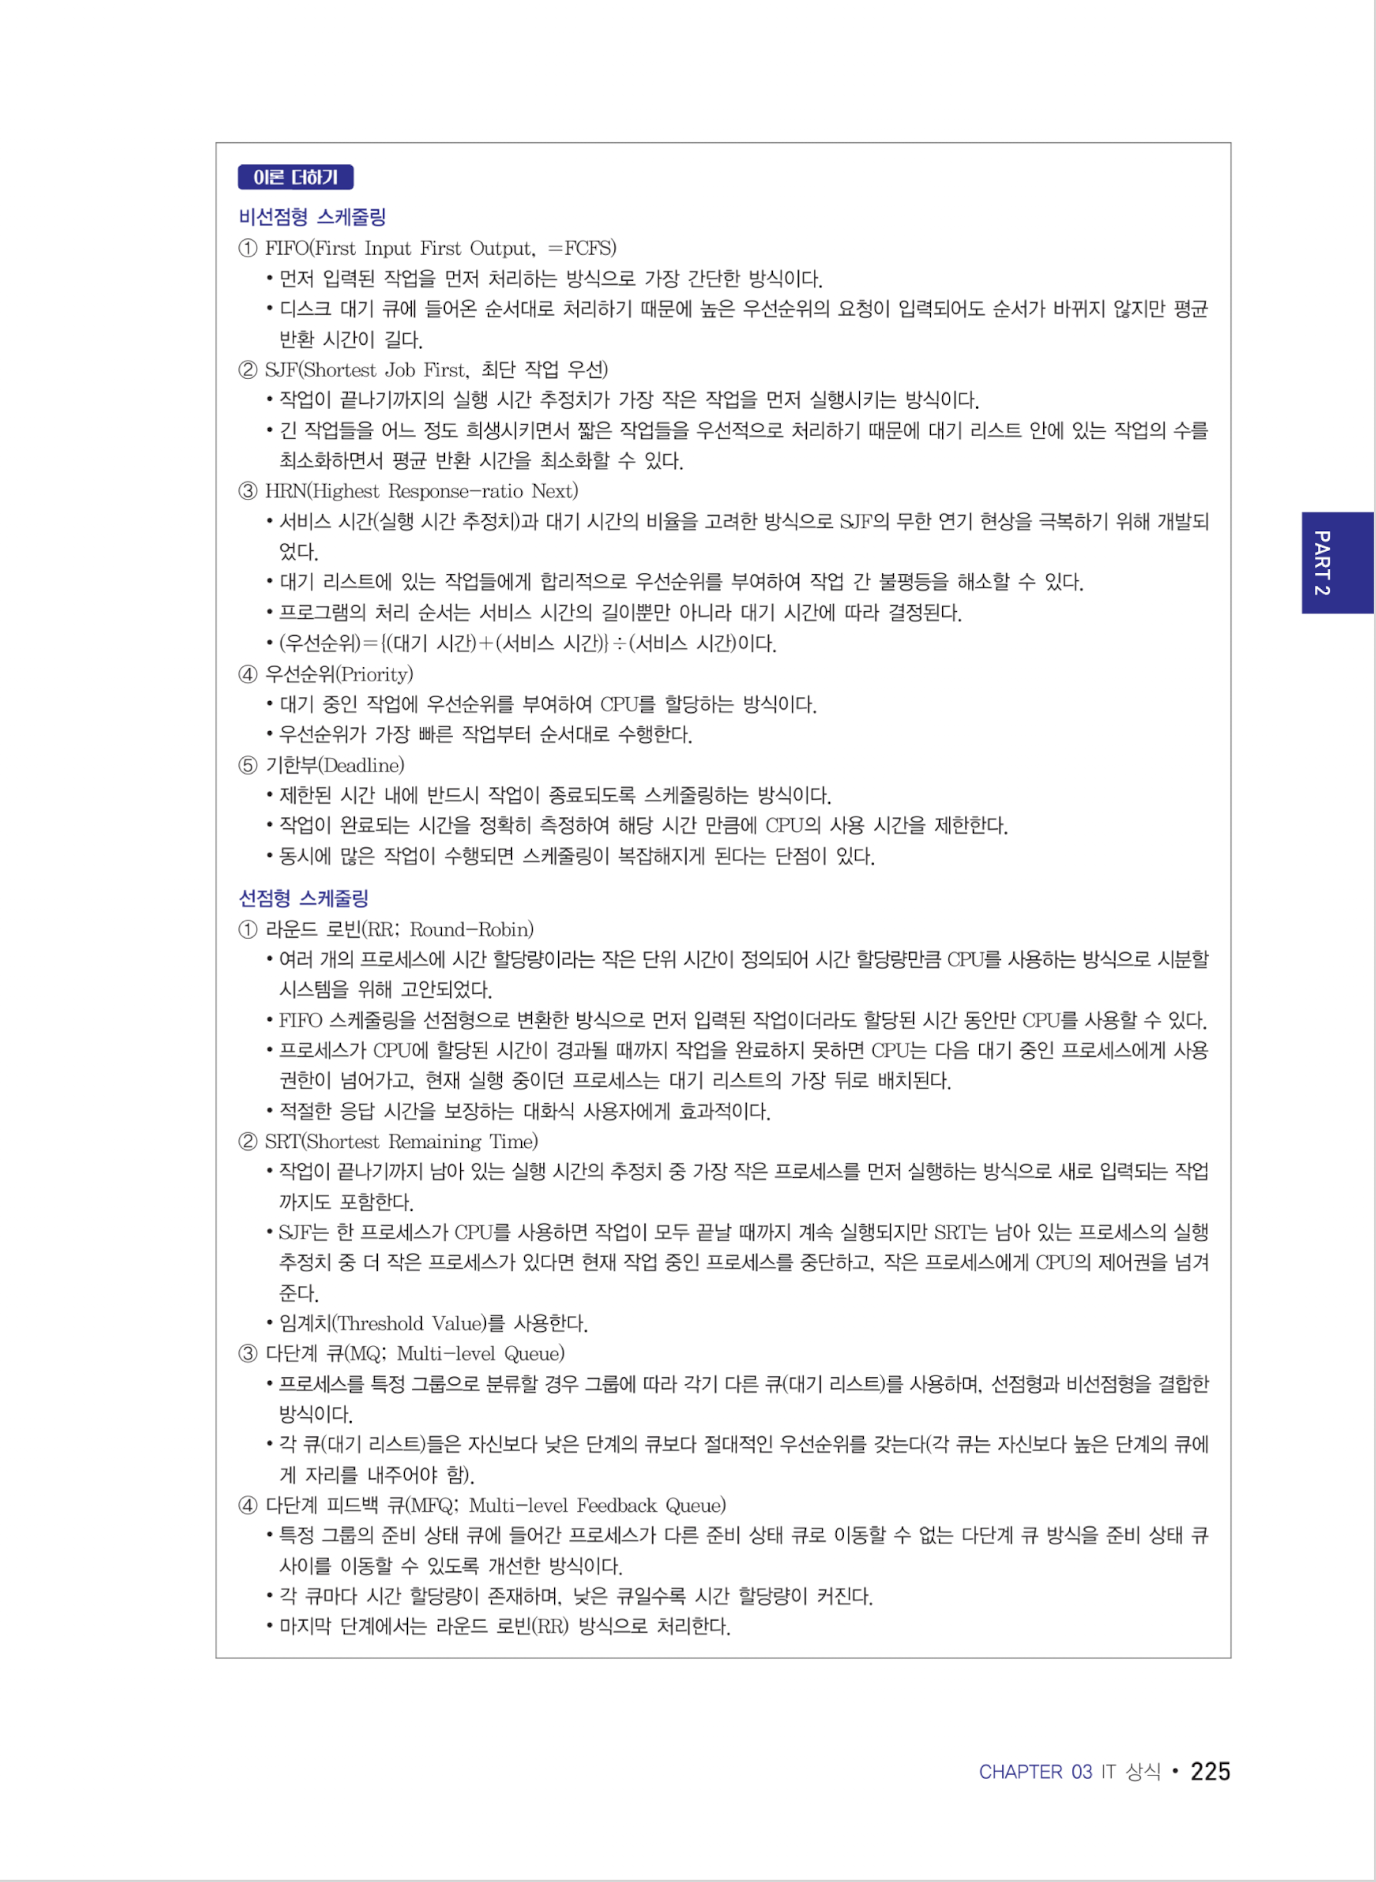 이론 더하기
비선점형 스케줄링
① FIFO(First Input First Output, =FCFS)
• 먼저 입력된 작업을 먼저 처리하는 방식으로 가장 간단한 방식이다.
• 디스크 대기 큐에 들어온 순서대로 처리하기 때문에 높은 우선순위의 요청이 입력되어도 순서가 바뀌지 않지만 평균
반환 시간이 길다.
② SJF(Shortest Job First, 최단 작업 우선)
• 작업이 끝나기까지의 실행 시간 추정치가 가장 작은 작업을 먼저 실행시키는 방식이다.
• 긴 작업들을 어느 정도 희생시키면서 짧은 작업들을 우선적으로 처리하기 때문에 대기 리스트 안에 있는 작업의 수를
최소화하면서 평균 반환 시간을 최소화할 수 있다.
③ HRN(Highest Response-ratio Next)
• 서비스 시간(실행 시간 추정치)과 대기 시간의 비율을 고려한 방식으로 SJF의 무한 연기 현상을 극복하기 위해 개발되
었다.
• 대기 리스트에 있는 작업들에게 합리적으로 우선순위를 부여하여 작업 간 불평등을 해소할 수 있다.
• 프로그램의 처리 순서는 서비스 시간의 길이뿐만 아니라 대기 시간에 따라 결정된다.
• (우선순위)={(대기 시간)+(서비스 시간)}÷(서비스 시간)이다.
④ 우선순위(Priority)
• 대기 중인 작업에 우선순위를 부여하여 CPU를 할당하는 방식이다.
• 우선순위가 가장 빠른 작업부터 순서대로 수행한다.
⑤ 기한부(Deadline)
• 제한된 시간 내에 반드시 작업이 종료되도록 스케줄링하는 방식이다.
• 작업이 완료되는 시간을 정확히 측정하여 해당 시간 만큼에 CPU의 사용 시간을 제한한다.
• 동시에 많은 작업이 수행되면 스케줄링이 복잡해지게 된다는 단점이 있다.
선점형 스케줄링
① 라운드 로빈(RR; Round-Robin)
• 여러 개의 프로세스에 시간 할당량이라는 작은 단위 시간이 정의되어 시간 할당량만큼 CPU를 사용하는 방식으로 시분할
시스템을 위해 고안되었다.
• FIFO 스케줄링을 선점형으로 변환한 방식으로 먼저 입력된 작업이더라도 할당된 시간 동안만 CPU를 사용할 수 있다.
• 프로세스가 CPU에 할당된 시간이 경과될 때까지 작업을 완료하지 못하면 CPU는 다음 대기 중인 프로세스에게 사용
권한이 넘어가고, 현재 실행 중이던 프로세스는 대기 리스트의 가장 뒤로 배치된다.
• 적절한 응답 시간을 보장하는 대화식 사용자에게 효과적이다.
② SRT(Shortest Remaining Time)
• 작업이 끝나기까지 남아 있는 실행 시간의 추정치 중 가장 작은 프로세스를 먼저 실행하는 방식으로 새로 입력되는 작업
까지도 포함한다.
• SJF는 한 프로세스가 CPU를 사용하면 작업이 모두 끝날 때까지 계속 실행되지만 SRT는 남아 있는 프로세스의 실행
추정치 중 더 작은 프로세스가 있다면 현재 작업 중인 프로세스를 중단하고, 작은 프로세스에게 CPU의 제어권을 넘겨
준다.
• 임계치(Threshold Value)를 사용한다.
③ 다단계 큐(MQ; Multi-level Queue)
• 프로세스를 특정 그룹으로 분류할 경우 그룹에 따라 각기 다른 큐(대기 리스트)를 사용하며, 선점형과 비선점형을 결합한
방식이다.
• 각 큐(대기 리스트)들은 자신보다 낮은 단계의 큐보다 절대적인 우선순위를 갖는다(각 큐는 자신보다 높은 단계의 큐에
게 자리를 내주어야 함).
④ 다단계 피드백 큐(MFQ; Multi-level Feedback Queue)
• 특정 그룹의 준비 상태 큐에 들어간 프로세스가 다른 준비 상태 큐로 이동할 수 없는 다단계 큐 방식을 준비 상태 큐
사이를 이동할 수 있도록 개선한 방식이다.
• 각 큐마다 시간 할당량이 존재하며, 낮은 큐일수록 시간 할당량이 커진다.
• 마지막 단계에서는 라운드 로빈(RR) 방식으로 처리한다.
PART 2
CHAPTER 03 IT 상식 • 225